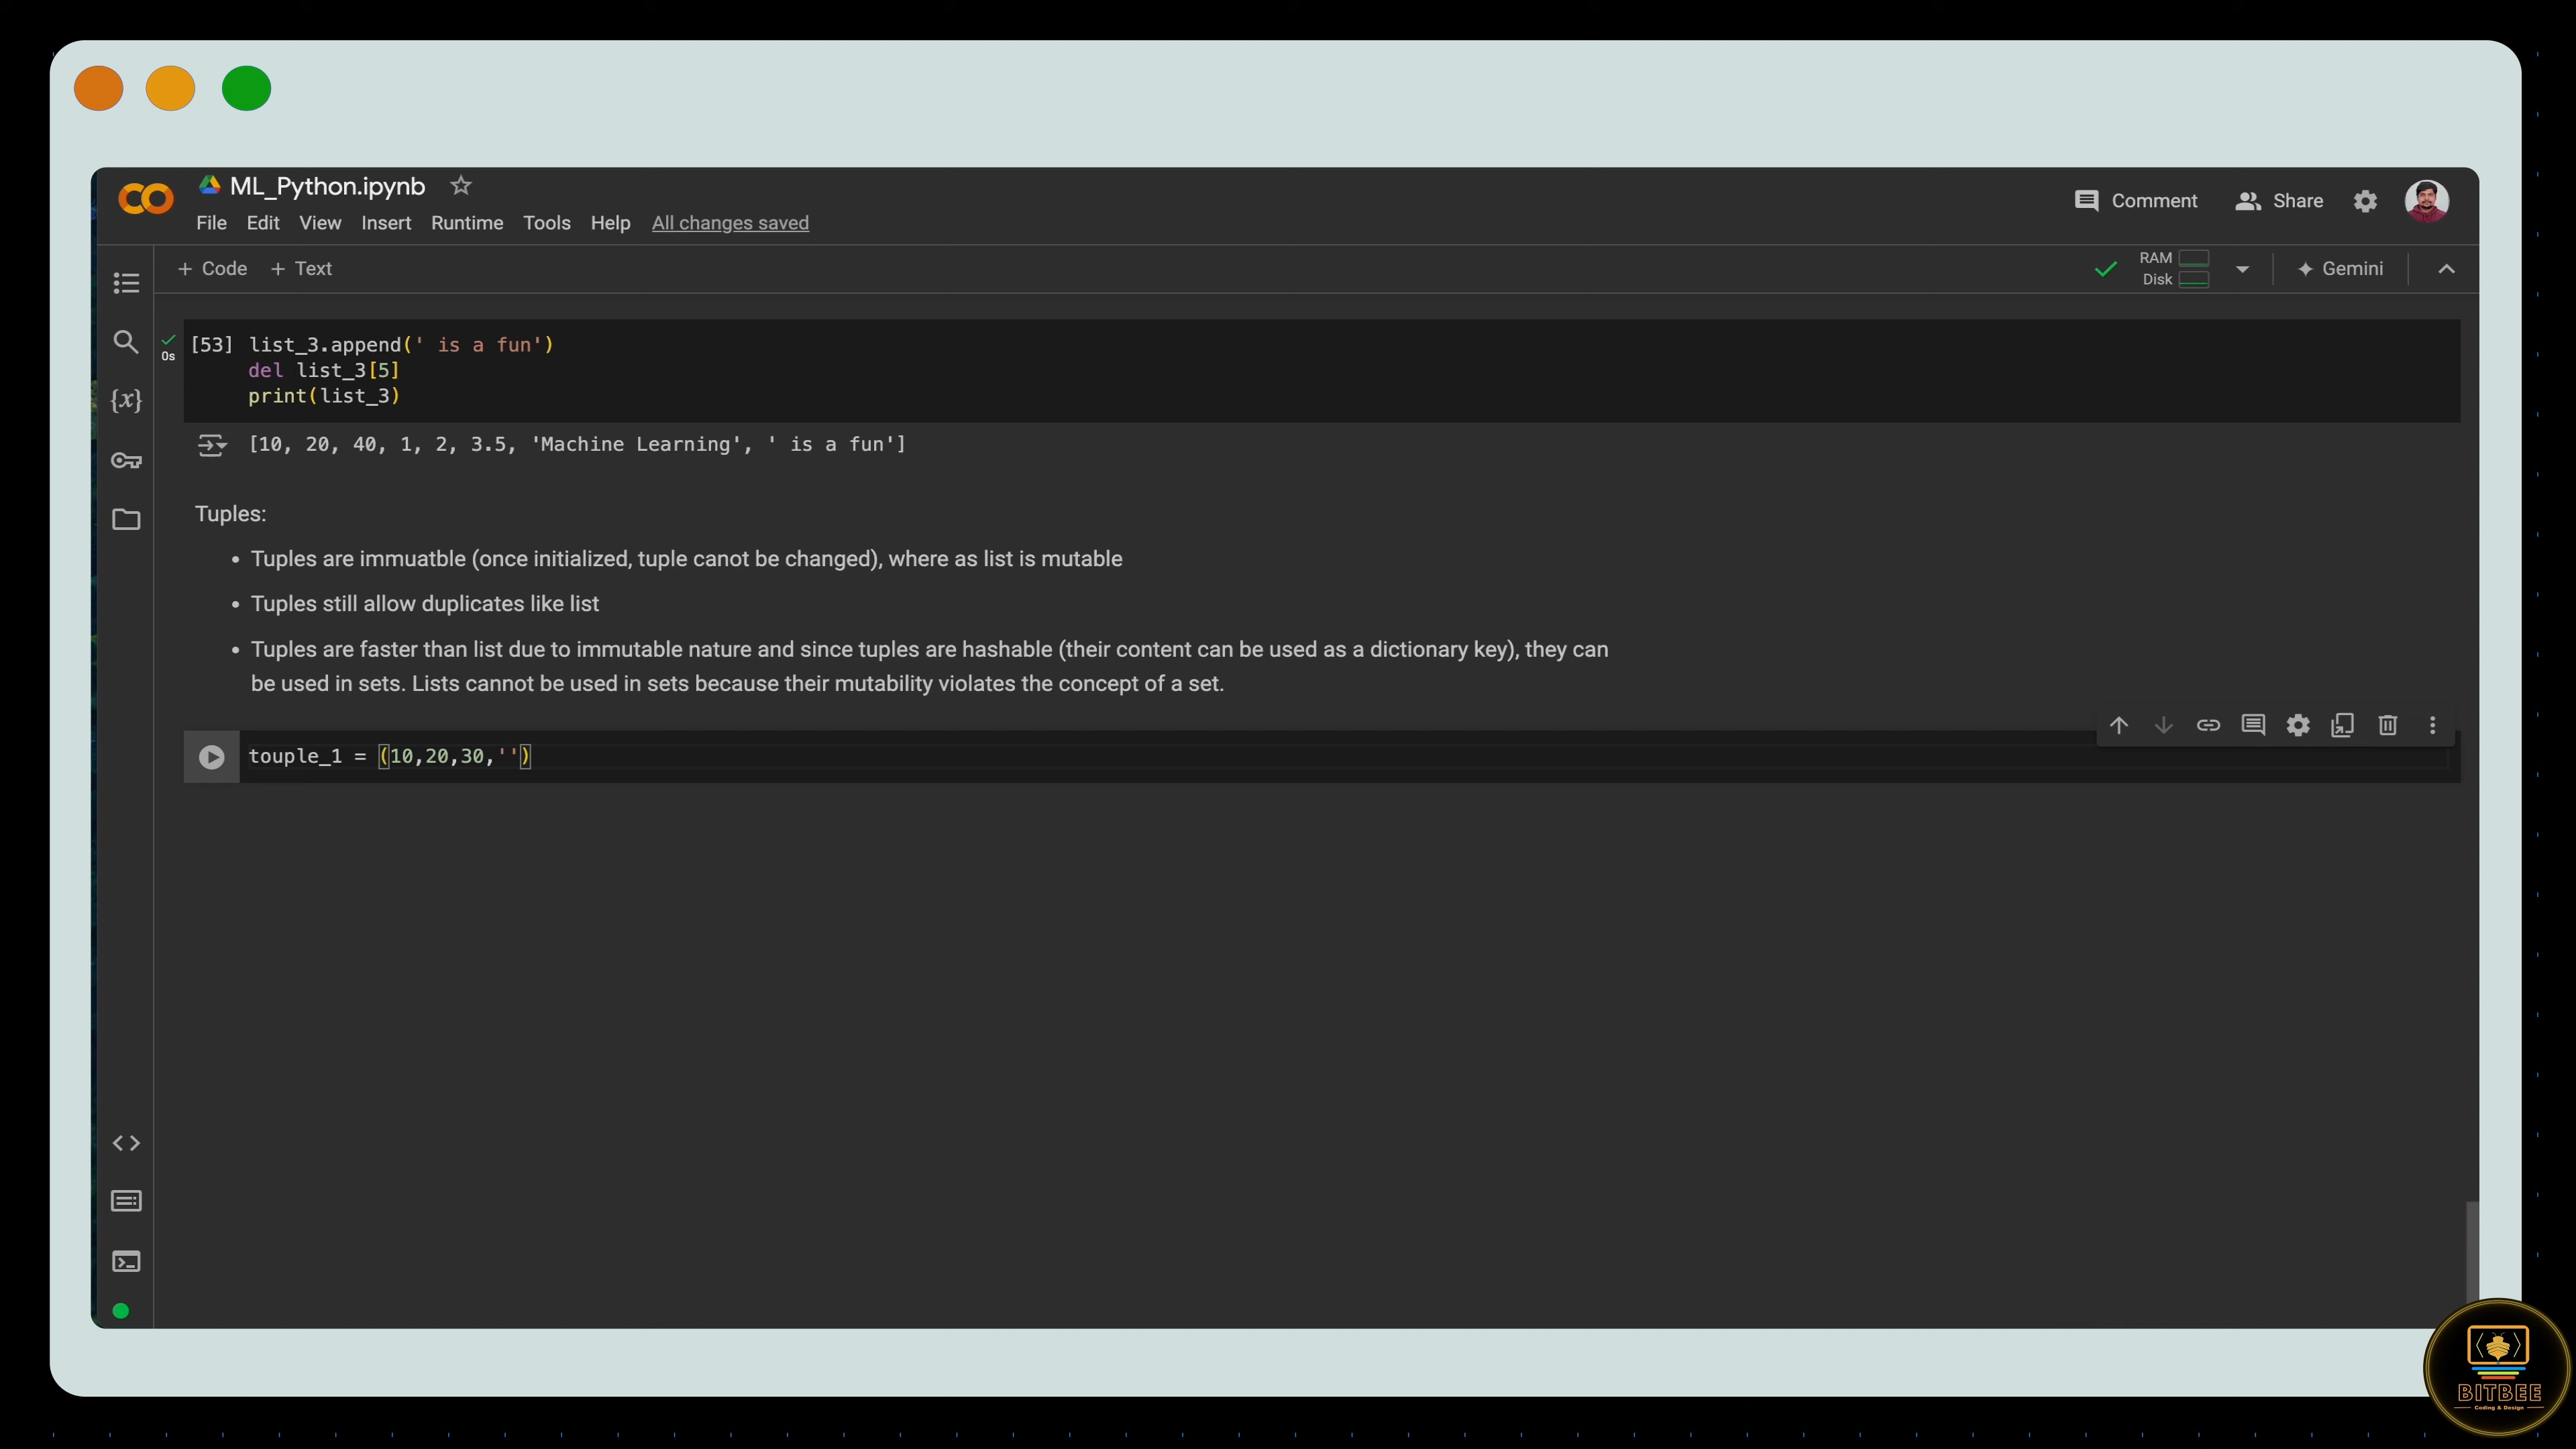 ML_Python.ipynb
File Edit View Insert Runtime Tools Help All changes saved
Comment Share
+ Code + Text
RAM
Disk
Gemini
0s
[53] list_3.append(' is a fun')
del list_3[5]
print(list_3)
[10, 20, 40, 1, 2, 3.5, 'Machine Learning', ' is a fun']
Tuples:
• Tuples are immuatble (once initialized, tuple canot be changed), where as list is mutable
• Tuples still allow duplicates like list
• Tuples are faster than list due to immutable nature and since tuples are hashable (their content can be used as a dictionary key), they can
be used in sets. Lists cannot be used in sets because their mutability violates the concept of a set.
touple_1 = (10,20,30,'')
{x}
BITBEE
Coding & Design